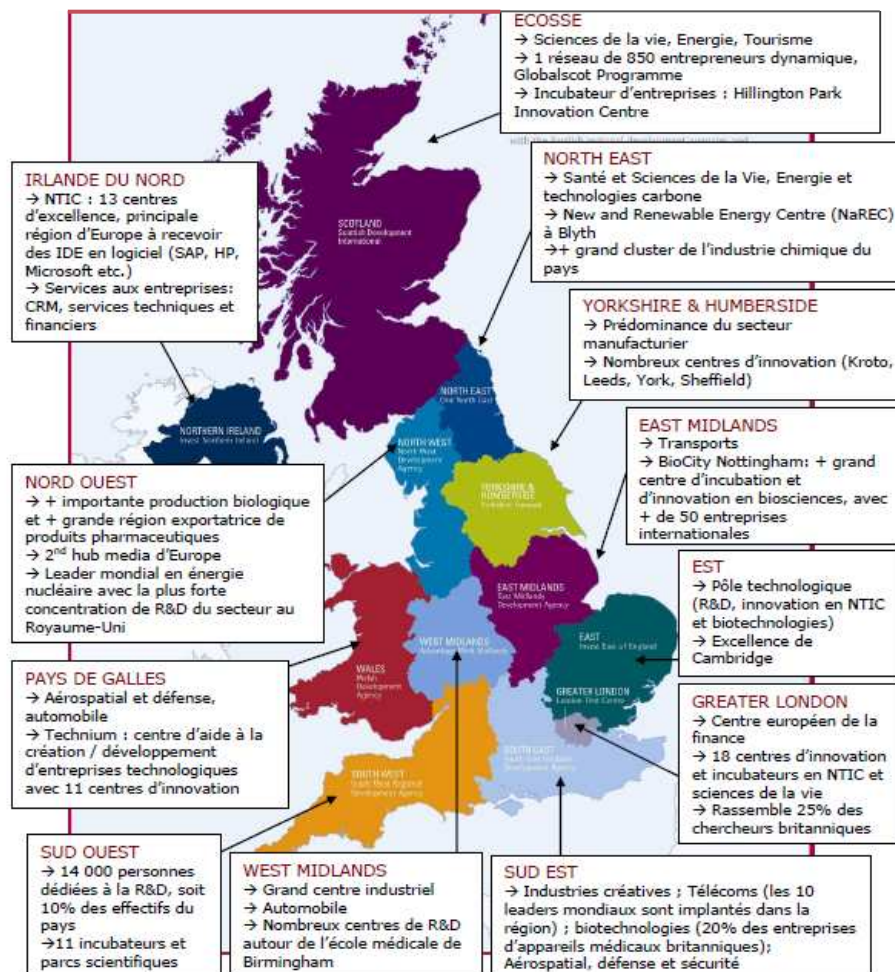 ECOSSE
→ Sciences de la vie, Energie, Tourisme
→ 1 réseau de 850 entrepreneurs dynamique,
Globalscot Programme
→ Incubateur d'entreprises : Hillington Park
Innovation Centre
NORTH EAST
→ Santé et Sciences de la Vie, Energie et
technologies carbone
→ New and Renewable Energy Centre (NaREC)
à Blyth
→+ grand cluster de l'industrie chimique du
pays
IRLANDE DU NORD
→ NTIC : 13 centres
d'excellence, principale
région d'Europe à recevoir
des IDE en logiciel (SAP, HP,
Microsoft etc.)
→ Services aux entreprises:
CRM, services techniques et
financiers
SCOTLAND
Scottish Development
International
YORKSHIRE & HUMBERSIDE
→ Prédominance du secteur
manufacturier
→ Nombreux centres d'innovation (Kroto,
Leeds, York, Sheffield)
NORTH EAST
One North East
NORTHERN IRELAND
Invest Northern Ireland
NORTH WEST
North West
Development
Agency
EAST MIDLANDS
→ Transports
→ BioCity Nottingham: + grand
centre d'incubation et
d'innovation en biosciences, avec
+ de 50 entreprises
internationales
NORD OUEST
→ + importante production biologique
et + grande région exportatrice de
produits pharmaceutiques
→ 2nd hub media d'Europe
→ Leader mondial en énergie
nucléaire avec la plus forte
concentration de R&D du secteur au
Royaume-Uni
YORKSHIRE &
HUMBERSIDE
Yorkshire Forward
EAST MIDLANDS
East Midlands
Development Agency
EST
→ Pôle technologique
(R&D, innovation en NTIC
et biotechnologies)
→ Excellence de
Cambridge
EAST
Invest East of England
WEST MIDLANDS
Advantage West Midlands
WALES
Welsh
Development
Agency
PAYS DE GALLES
→ Aérospatial et défense,
automobile
→ Technium : centre d'aide à la
création / développement
d'entreprises technologiques
avec 11 centres d'innovation
GREATER LONDON
GREATER LONDON
→ Centre européen de la
finance
→ 18 centres d'innovation
et incubateurs en NTIC et
sciences de la vie
→ Rassemble 25% des
chercheurs britanniques
SOUTH EAST
Development Agency
SOUTH WEST
South West Regional
Development Agency
SUD OUEST
→ 14 000 personnes
dédiées à la R&D, soit
10% des effectifs du
pays
→11 incubateurs et
parcs scientifiques
WEST MIDLANDS
→ Grand centre industriel
→ Automobile
→ Nombreux centres de R&D
autour de l'école médicale de
Birmingham
SUD EST
→ Industries créatives ; Télécoms (les 10
leaders mondiaux sont implantés dans la
région) ; biotechnologies (20% des entreprises
d'appareils médicaux britanniques);
Aérospatial, défense et sécurité